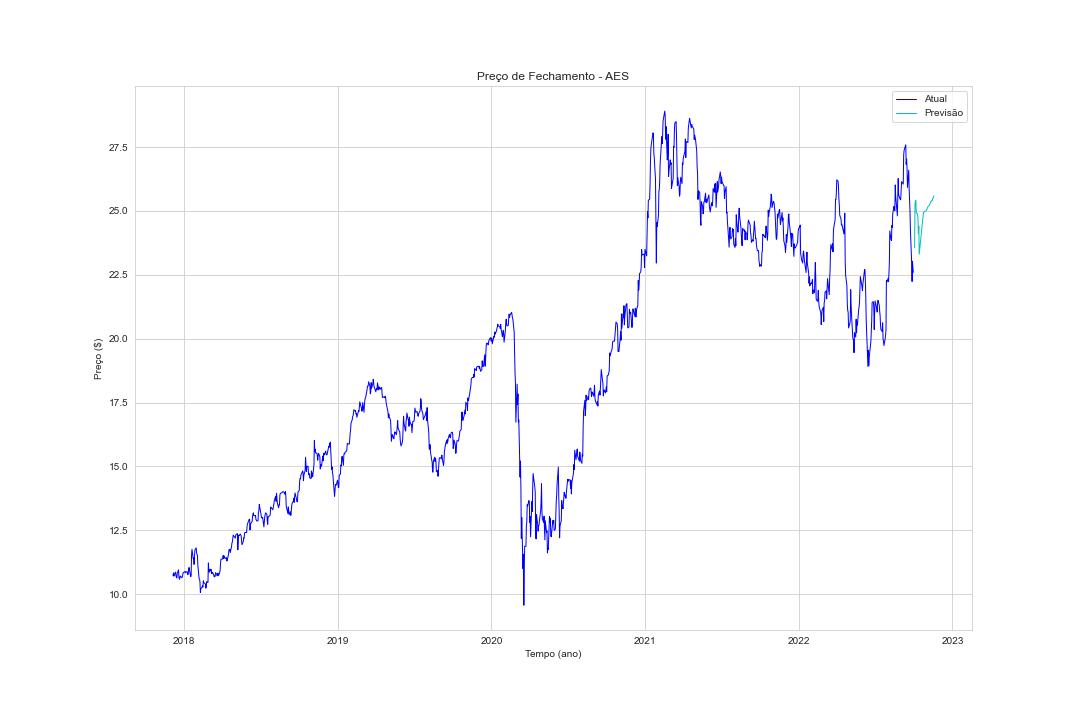 Preço de Fechamento - AES
Atual
Previsão
27.5
25.0
22.5
20.0
17.5
15.0
12.5
10.0
Preço ($)
2018 2019 2020 2021 2022 2023
Tempo (ano)